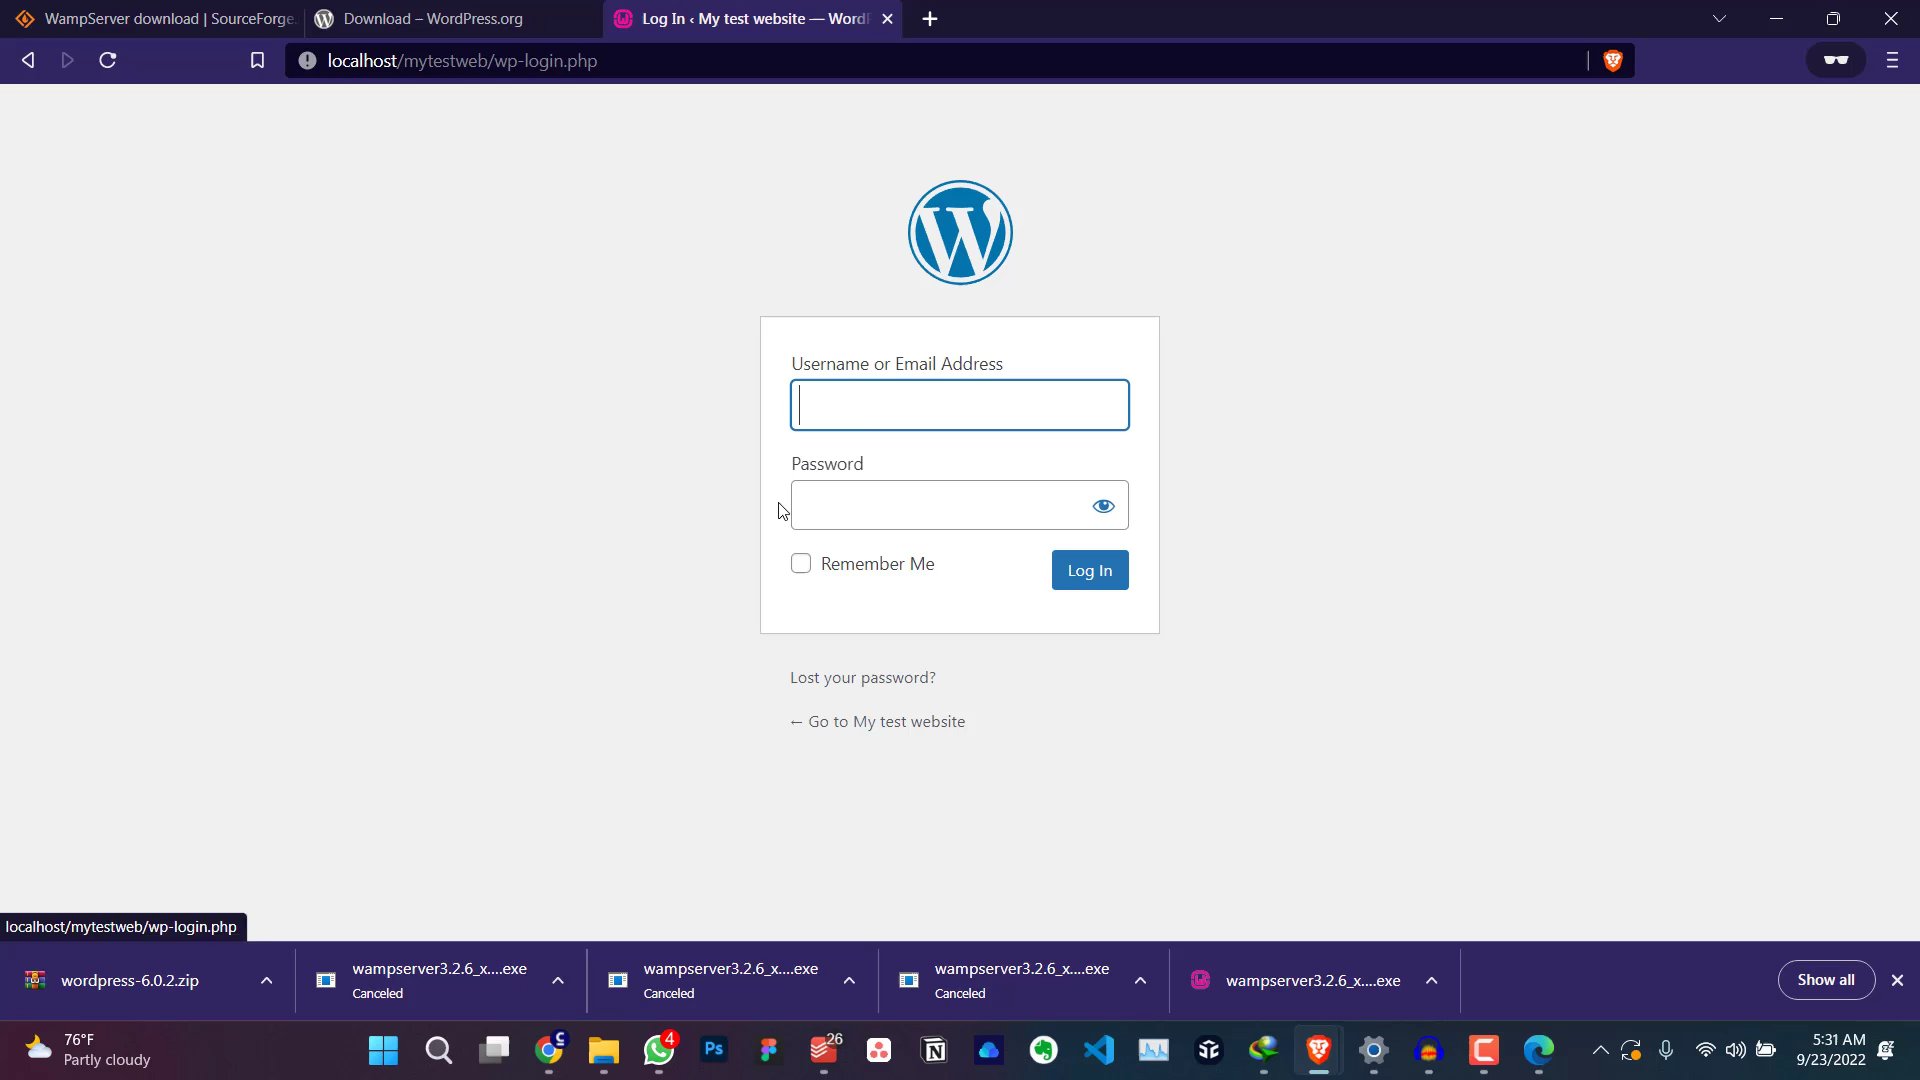 WampServer download | SourceForge.
Download – WordPress.org
Log In ‹ My test website — WordP
localhost/mytestweb/wp-login.php
Username or Email Address
Password
Remember Me
Log In
Lost your password?
← Go to My test website
localhost/mytestweb/wp-login.php
wordpress-6.0.2.zip
wampserver3.2.6_x....exe
Canceled
wampserver3.2.6_x....exe
Canceled
wampserver3.2.6_x....exe
Canceled
wampserver3.2.6_x....exe
Show all
76°F
Partly cloudy
C
4
Ps
26
5:31 AM
9/23/2022